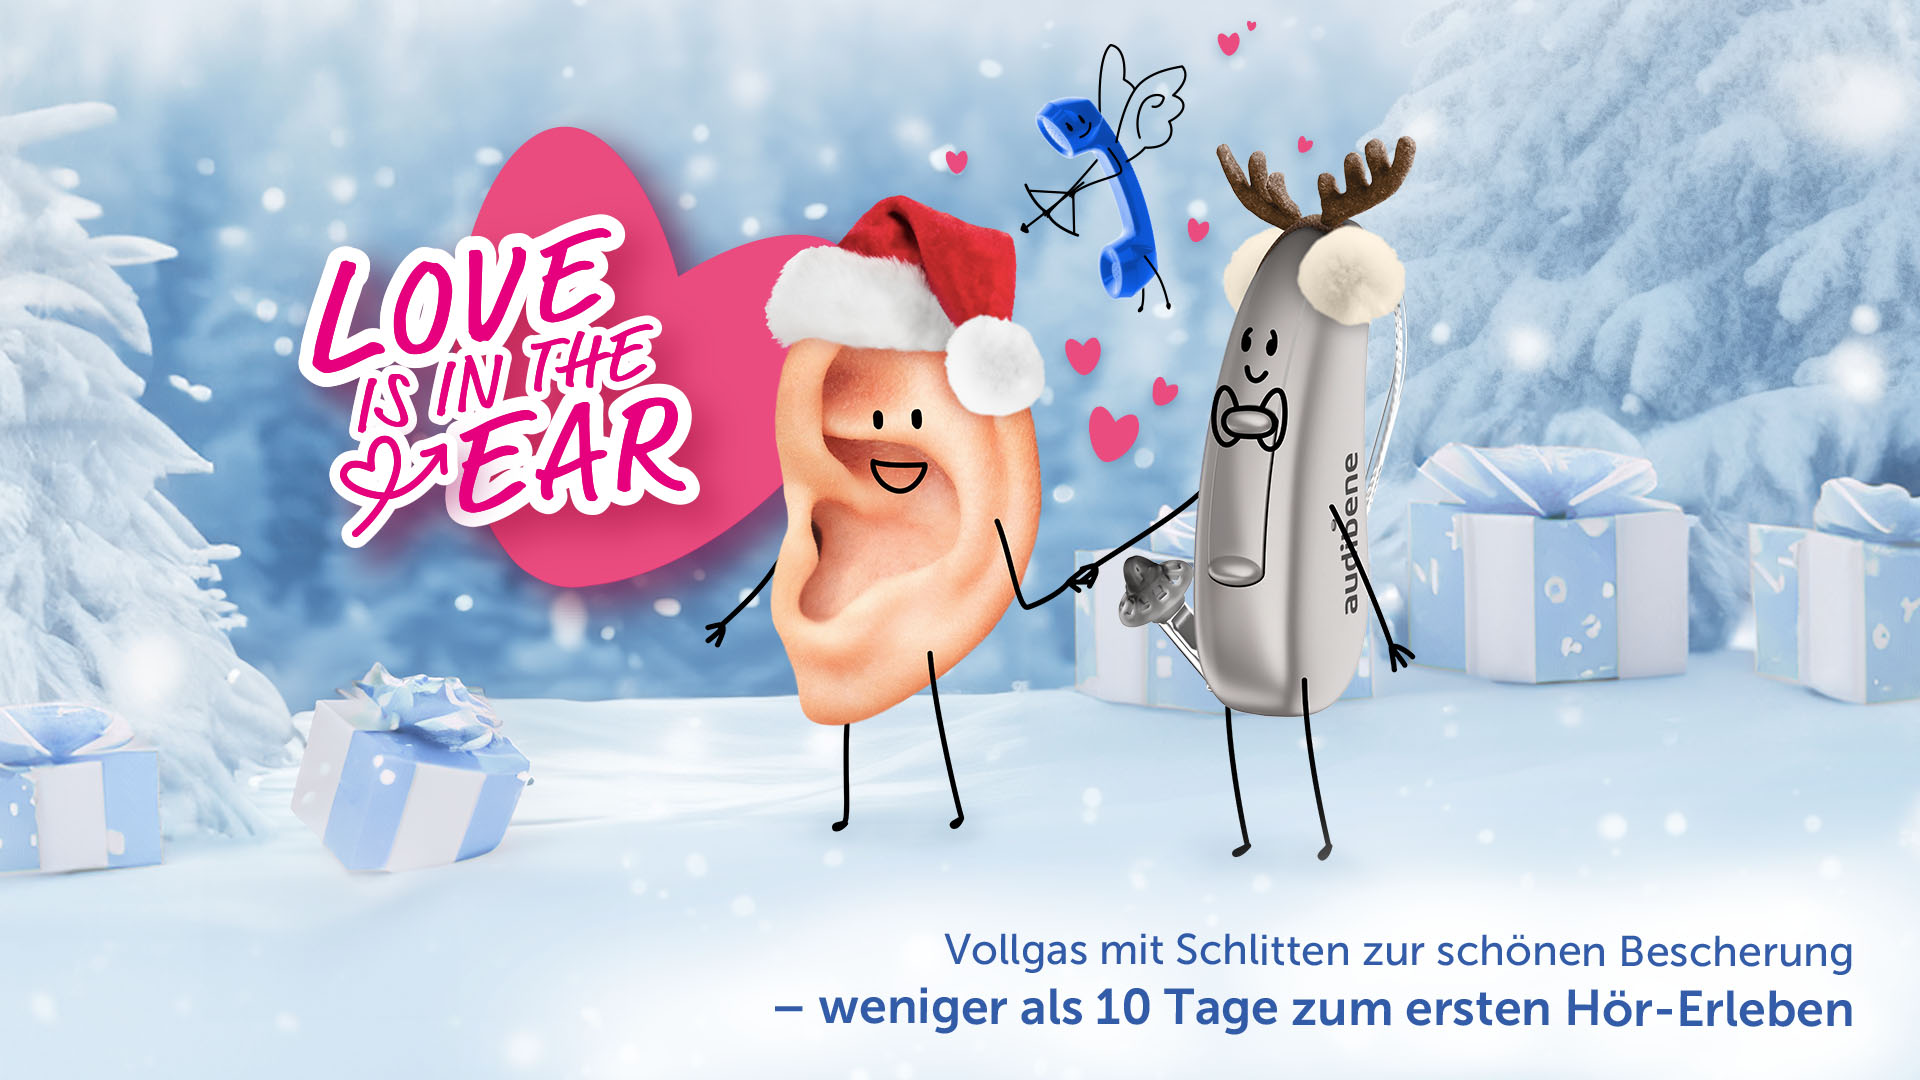 LOVE
IS IN THE
EAR
audibene
Vollgas mit Schlitten zur schönen Bescherung
– weniger als 10 Tage zum ersten Hör-Erleben